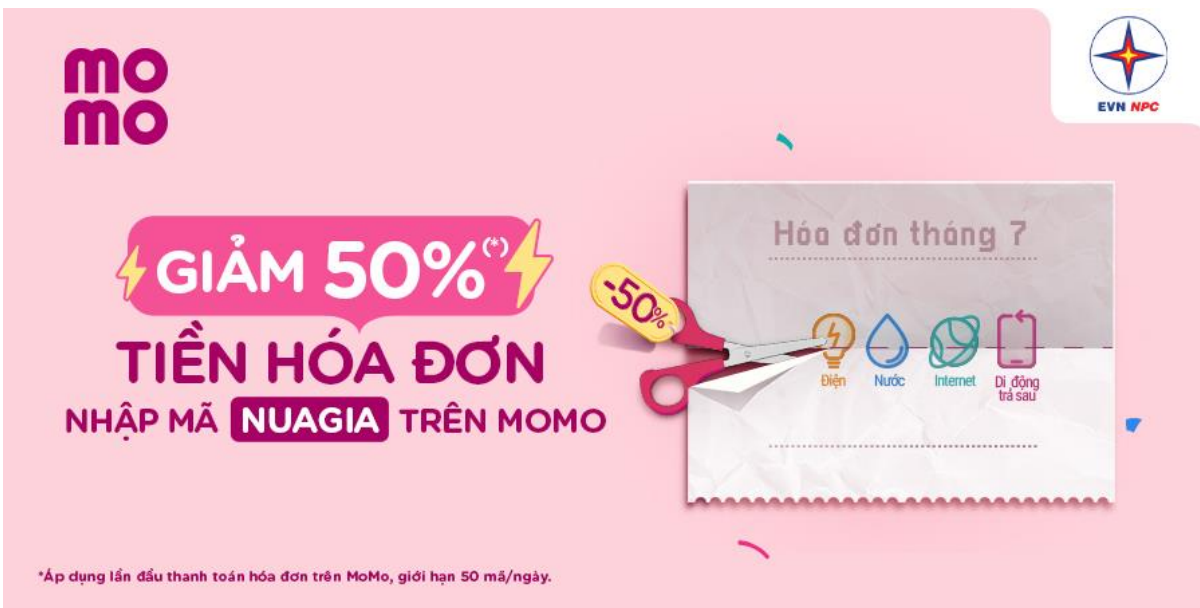 mo
mo
EVN NPC
GIẢM 50%(*)
TIỀN HÓA ĐƠN
NHẬP MÃ NUAGIA TRÊN MOMO
-50%
Hóa đơn tháng 7
Điện
Nước
Internet
Di động
trả sau
*Áp dụng lần đầu thanh toán hóa đơn trên MoMo, giới hạn 50 mã/ngày.